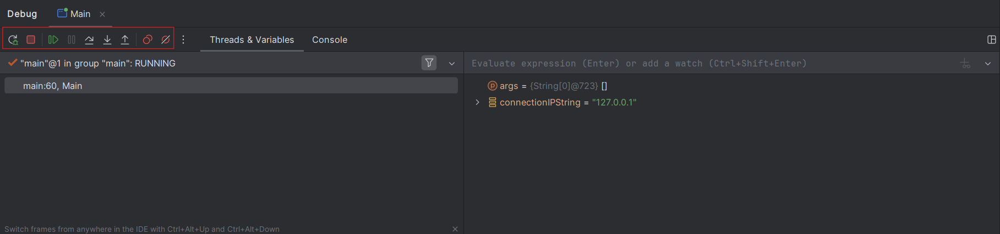 Debug Main
Threads & Variables Console
"main"@1 in group "main": RUNNING
Evaluate expression (Enter) or add a watch (Ctrl+Shift+Enter)
main:60, Main
p args = {String[0]@723} []
connectionIPString = "127.0.0.1"
Switch frames from anywhere in the IDE with Ctrl+Alt+Up and Ctrl+Alt+Down